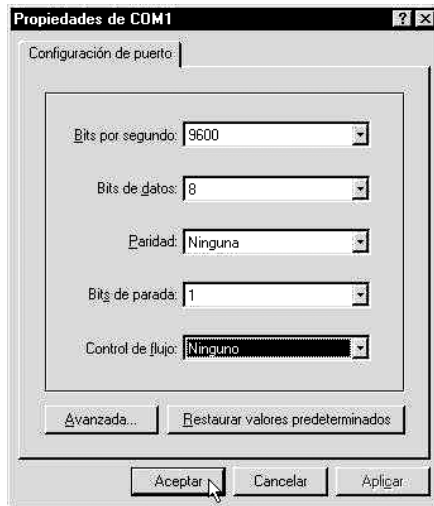 Propiedades de COM1
Configuración de puerto
Bits por segundo: 9600
Bits de datos: 8
Paridad: Ninguna
Bits de parada: 1
Control de flujo: Ninguno
Avanzada... Restaurar valores predeterminados
Aceptar Cancelar Aplicar